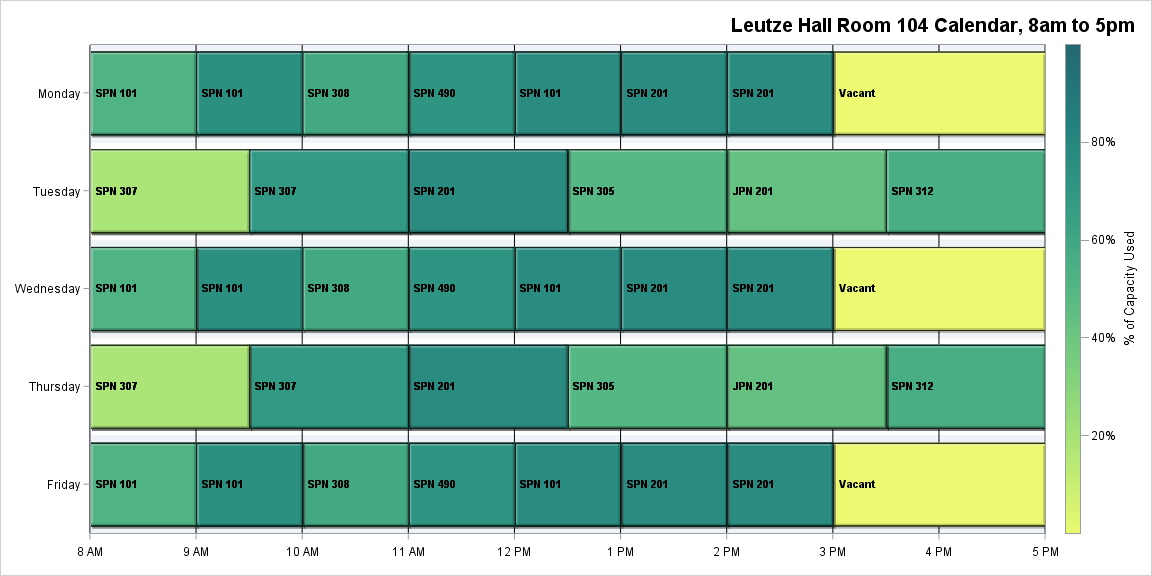 Leutze Hall Room 104 Calendar, 8am to 5pm
Monday
SPN 101 SPN 101 SPN 308 SPN 490 SPN 101 SPN 201 SPN 201 Vacant
Tuesday
SPN 307 SPN 307 SPN 201 SPN 305 JPN 201 SPN 312
Wednesday
SPN 101 SPN 101 SPN 308 SPN 490 SPN 101 SPN 201 SPN 201 Vacant
Thursday
SPN 307 SPN 307 SPN 201 SPN 305 JPN 201 SPN 312
Friday
SPN 101 SPN 101 SPN 308 SPN 490 SPN 101 SPN 201 SPN 201 Vacant
8 AM 9 AM 10 AM 11 AM 12 PM 1 PM 2 PM 3 PM 4 PM 5 PM
80%
60%
40%
20%
% of Capacity Used